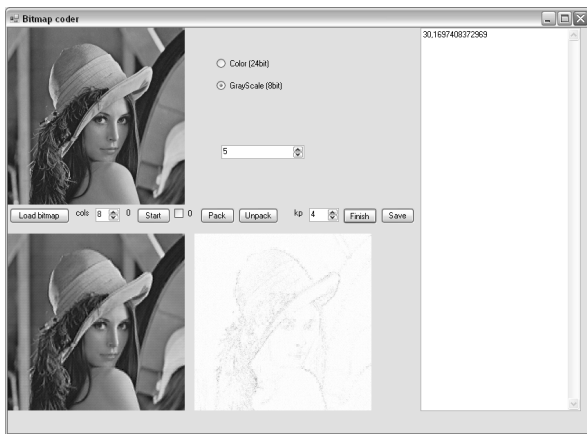 Bitmap coder
30,1697408372969
Color (24bit)
GrayScale (8bit)
5
Load bitmap cols 8 0 Start 0 Pack Unpack kp 4 Finish Save